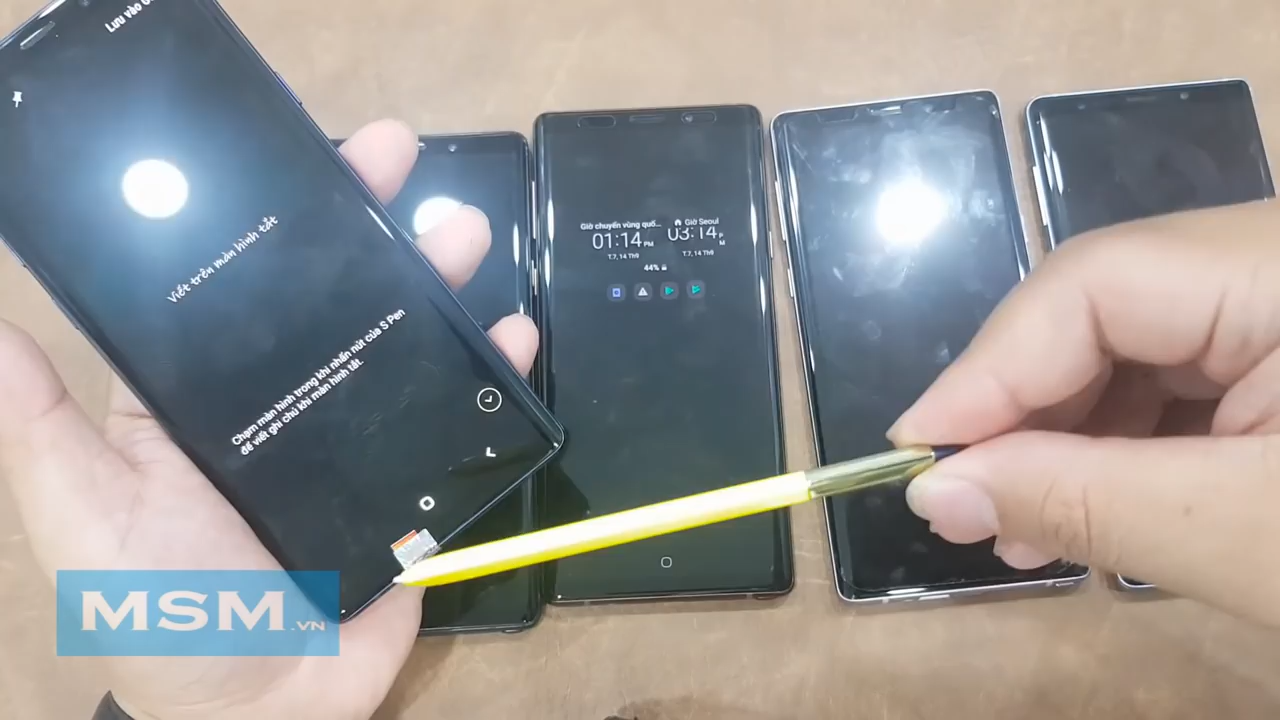 Lưu vào
Viết trên màn hình tắt
Chạm màn hình trong khi nhấn nút của S Pen
để viết ghi chú khi màn hình tắt.
Giờ chuyển vùng quố...
01:14 PM
T.7, 14 Th9
Giờ Seoul
03:14 PM
T.7, 14 Th9
44%
MSM.VN